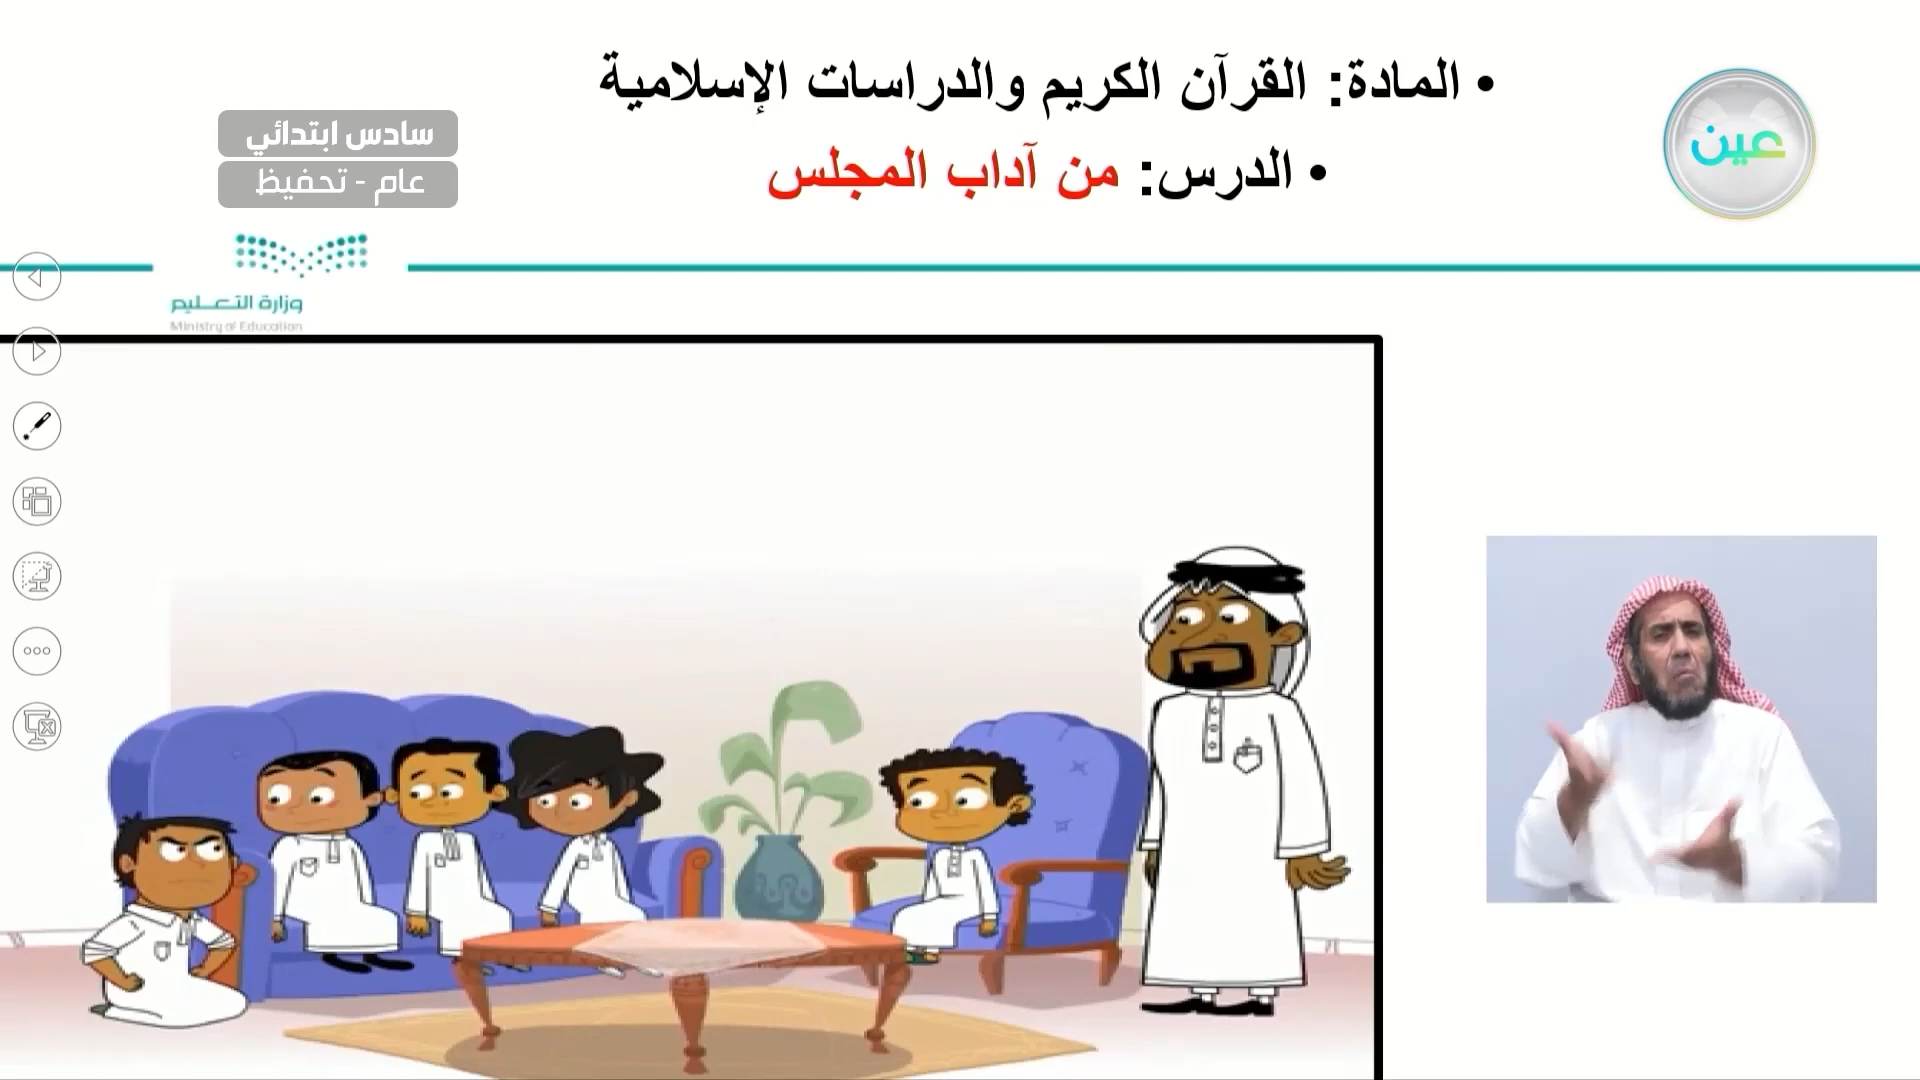 • المادة: القرآن الكريم والدراسات الإسلامية
• الدرس: من آداب المجلس
عين
سادس ابتدائي
عام - تحفيظ
وزارة التعليم
Ministry of Education